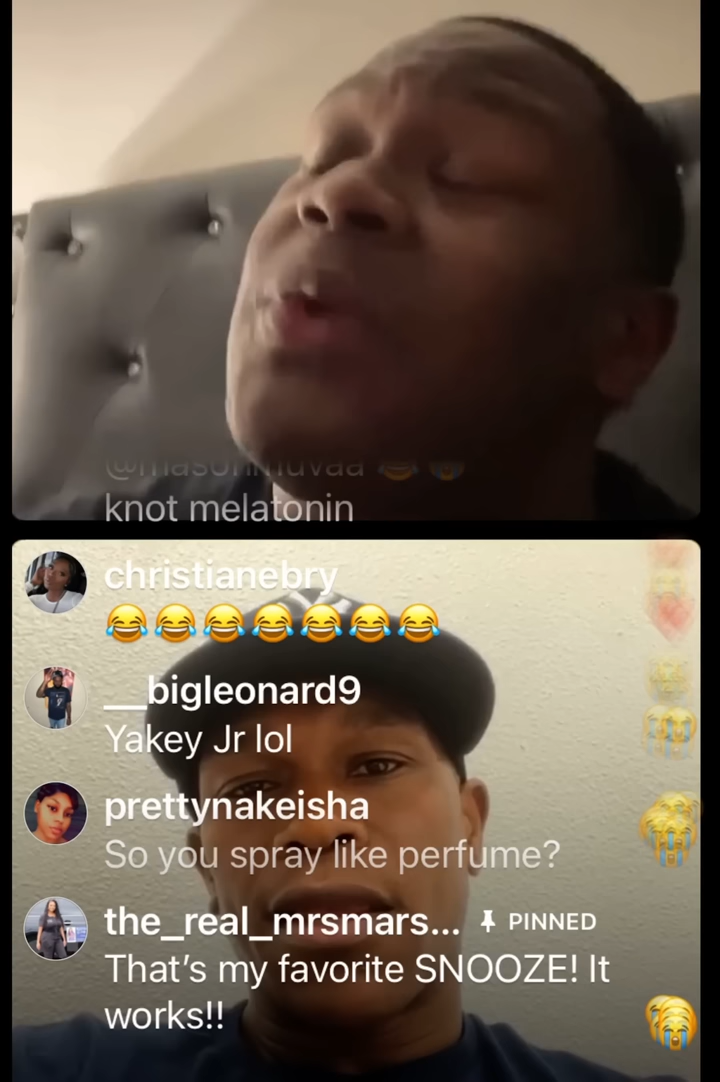 knot melatonin
christianebry
😂😂😂😂😂😂😂
__bigleonard9
Yakey Jr lol
prettynakeisha
So you spray like perfume?
the_real_mrsmars... PINNED
That’s my favorite SNOOZE! It
works!!